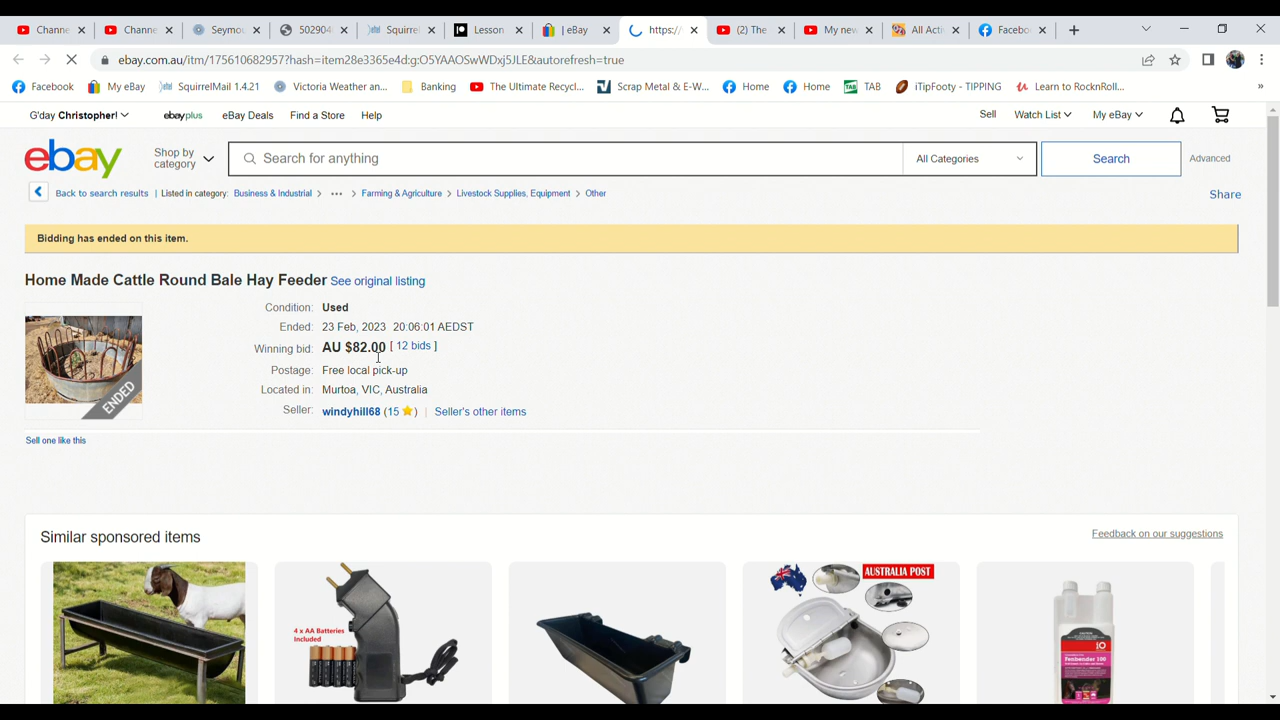 Channe
Channe
Seymou
502904
Squirrel
Lesson
| eBay
https://
(2) The
My new
All Acti
Facebo
ebay.com.au/itm/175610682957?hash=item28e3365e4d:g:O5YAAOSwWDxj5JLE&autorefresh=true
Facebook
My eBay
SquirrelMail 1.4.21
Victoria Weather an...
Banking
The Ultimate Recycl...
Scrap Metal & E-W...
Home
Home
TAB TAB
iTipFooty - TIPPING
Learn to RocknRoll...
»
G'day Christopher!
ebayplus
eBay Deals
Find a Store
Help
Sell
Watch List
My eBay
ebay
Shop by
category
Search for anything
All Categories
Search
Advanced
Back to search results | Listed in category: Business & Industrial > ••• > Farming & Agriculture > Livestock Supplies, Equipment > Other
Share
Bidding has ended on this item.
Home Made Cattle Round Bale Hay Feeder See original listing
Condition: Used
Ended: 23 Feb, 2023 20:06:01 AEDST
Winning bid: AU $82.00 [ 12 bids ]
Postage: Free local pick-up
Located in: Murtoa, VIC, Australia
Seller: windyhill68 (15 ) | Seller's other items
ENDED
Sell one like this
Similar sponsored items
Feedback on our suggestions
4 x AA Batteries
Included
AUSTRALIA POST
Fenbender 100